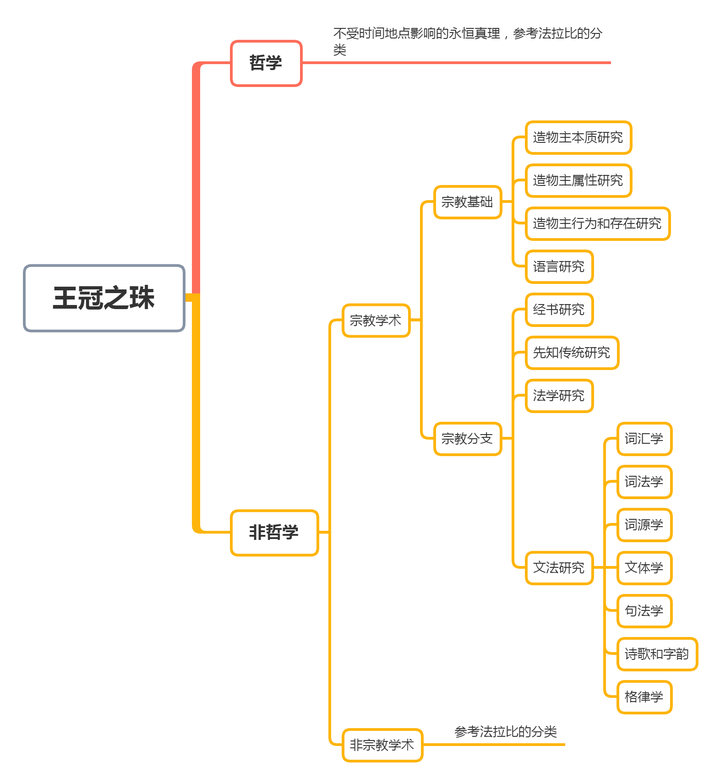 不受时间地点影响的永恒真理，参考法拉比的分
类
哲学
造物主本质研究
造物主属性研究
宗教基础
造物主行为和存在研究
语言研究
王冠之珠
经书研究
宗教学术
先知传统研究
法学研究
宗教分支
词汇学
词法学
词源学
非哲学
文法研究
文体学
句法学
诗歌和字韵
格律学
参考法拉比的分类
非宗教学术